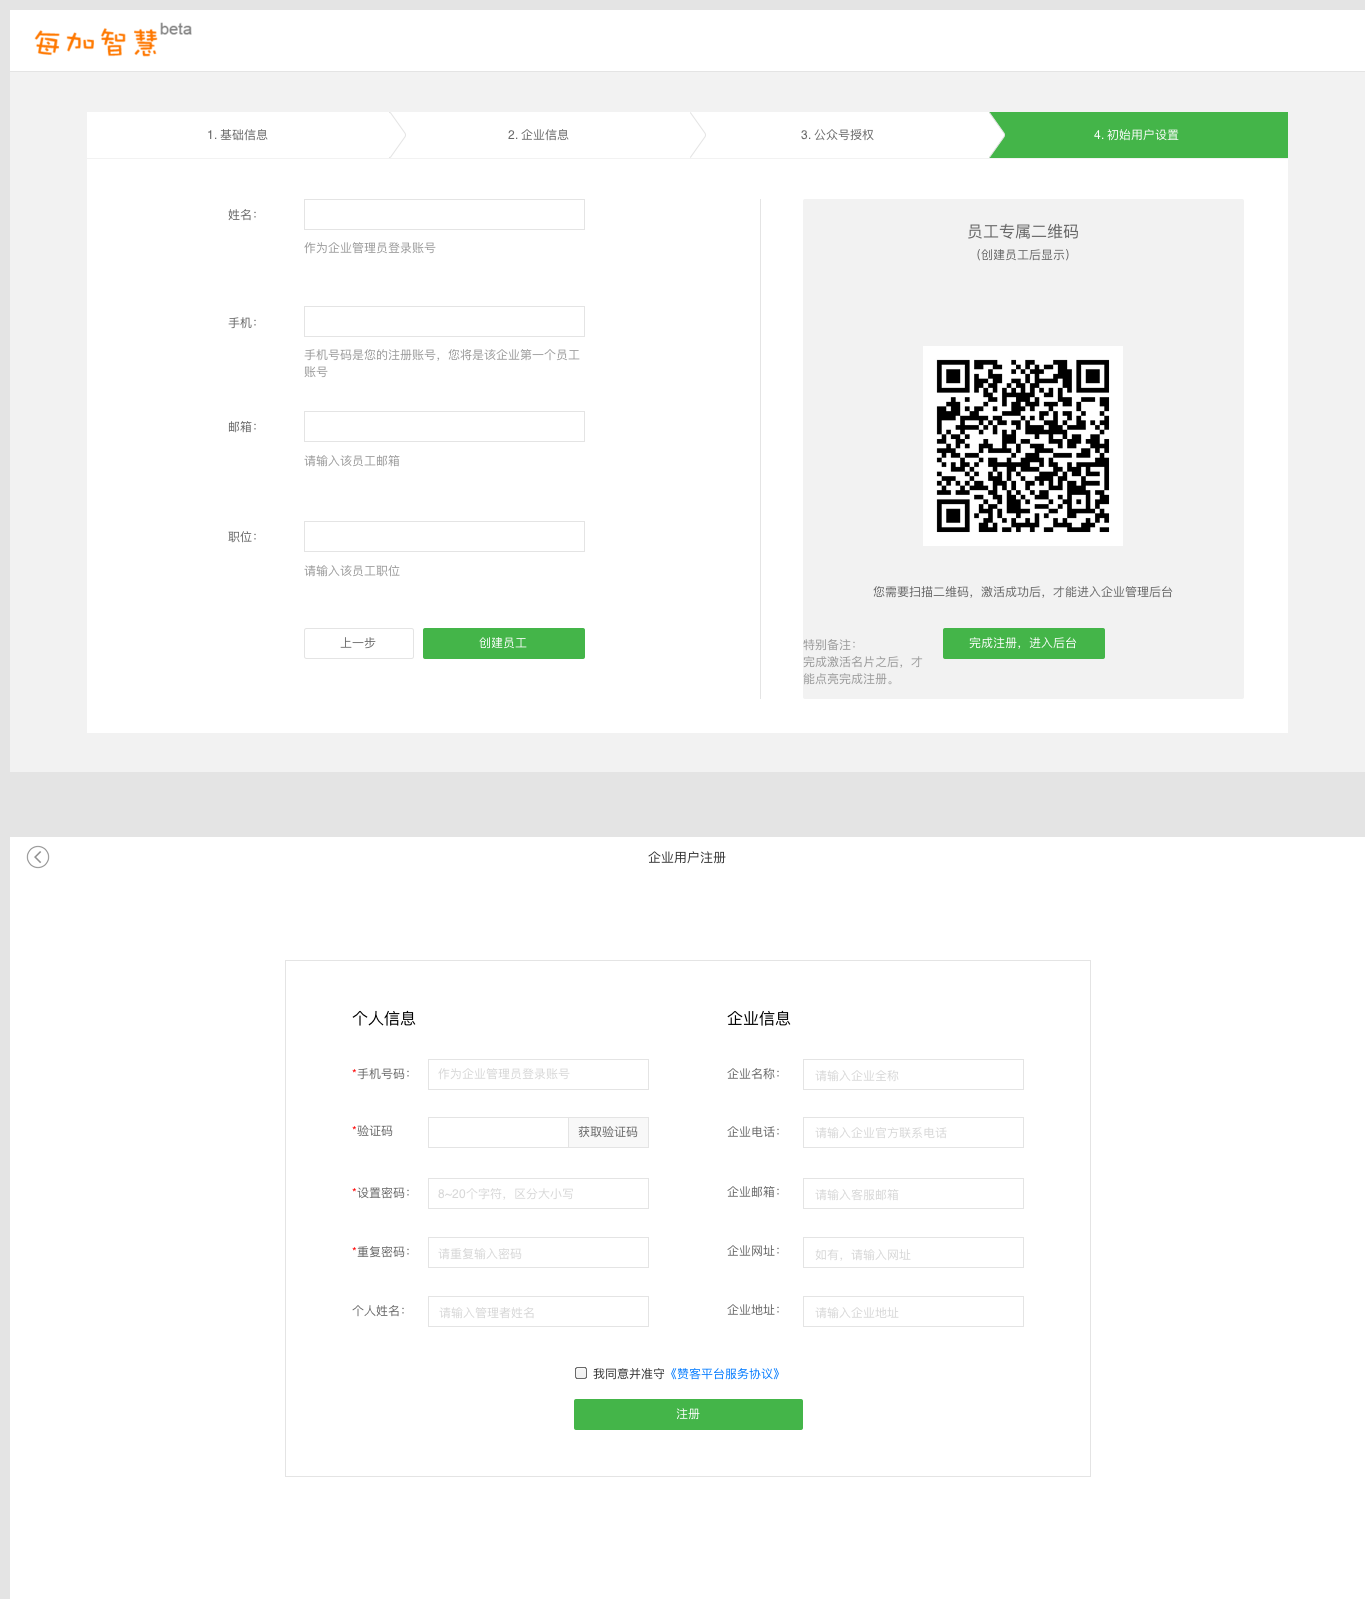 每加智慧beta
1. 基础信息
2. 企业信息
3. 公众号授权
4. 初始用户设置
姓名：
作为企业管理员登录账号
手机：
手机号码是您的注册账号，您将是该企业第一个员工
账号
邮箱：
请输入该员工邮箱
职位：
请输入该员工职位
上一步
创建员工
员工专属二维码
（创建员工后显示）
您需要扫描二维码，激活成功后，才能进入企业管理后台
特别备注：
完成激活名片之后，才
能点亮完成注册。
完成注册，进入后台
企业用户注册
个人信息
*手机号码：
作为企业管理员登录账号
*验证码
获取验证码
*设置密码：
8~20个字符，区分大小写
*重复密码：
请重复输入密码
个人姓名：
请输入管理者姓名
企业信息
企业名称：
请输入企业全称
企业电话：
请输入企业官方联系电话
企业邮箱：
请输入客服邮箱
企业网址：
如有，请输入网址
企业地址：
请输入企业地址
我同意并准守《赞客平台服务协议》
注册